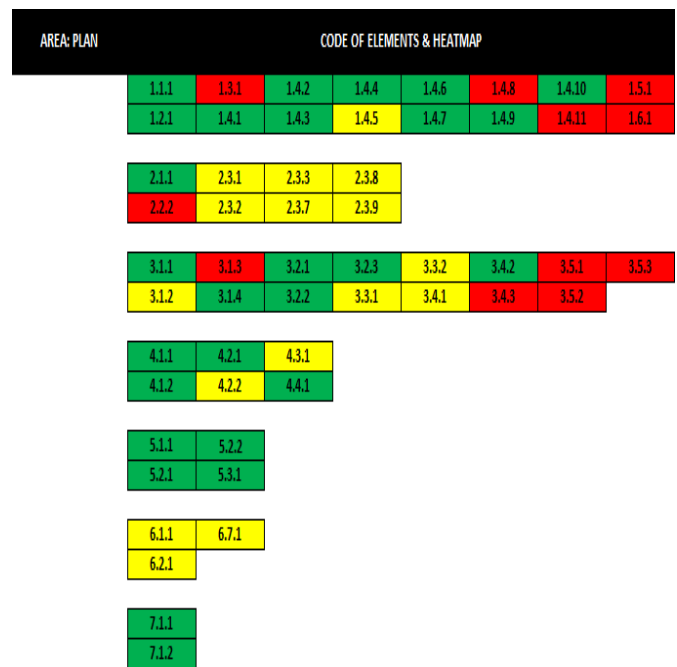 AREA: PLAN CODE OF ELEMENTS & HEATMAP
1.1.1 1.3.1 1.4.2 1.4.4 1.4.6 1.4.8 1.4.10 1.5.1
1.2.1 1.4.1 1.4.3 1.4.5 1.4.7 1.4.9 1.4.11 1.6.1
2.1.1 2.3.1 2.3.3 2.3.8
2.2.2 2.3.2 2.3.7 2.3.9
3.1.1 3.1.3 3.2.1 3.2.3 3.3.2 3.4.2 3.5.1 3.5.3
3.1.2 3.1.4 3.2.2 3.3.1 3.4.1 3.4.3 3.5.2
4.1.1 4.2.1 4.3.1
4.1.2 4.2.2 4.4.1
5.1.1 5.2.2
5.2.1 5.3.1
6.1.1 6.7.1
6.2.1
7.1.1
7.1.2